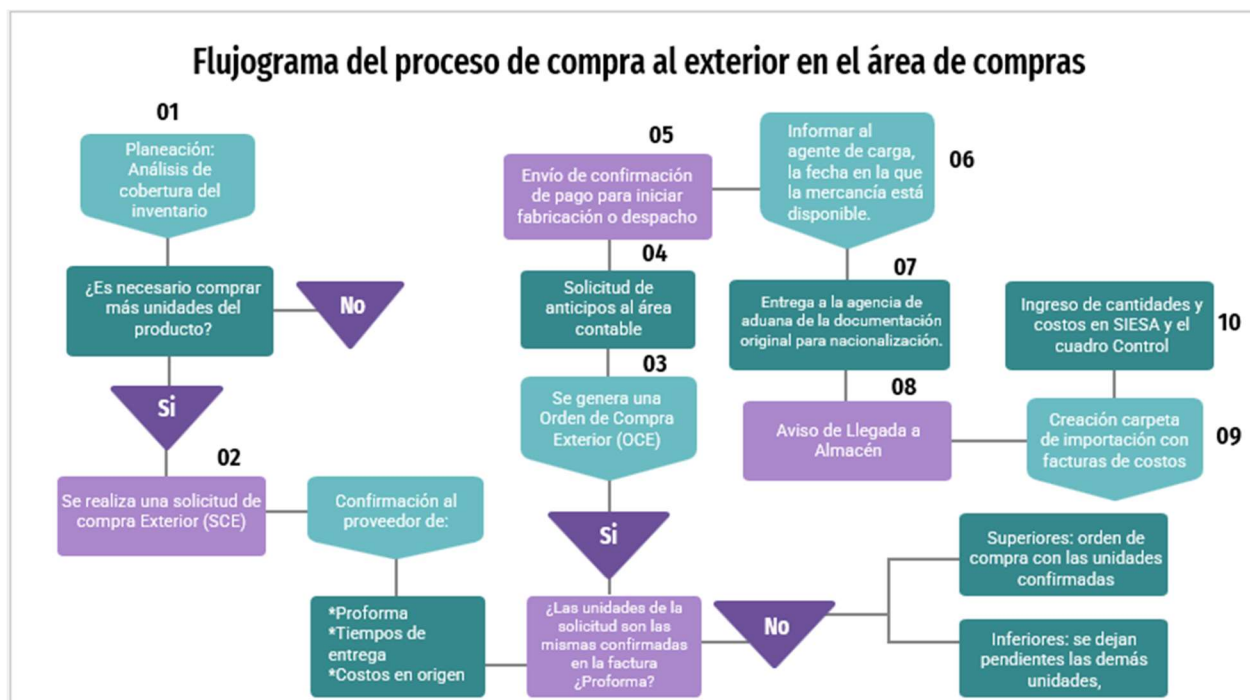 Flujograma del proceso de compra al exterior en el área de compras
01
Planeación:
Análisis de
cobertura del
inventario
¿Es necesario comprar
más unidades del
producto?
No
Si
02
Se realiza una solicitud de
compra Exterior (SCE)
Confirmación al
proveedor de:
*Proforma
*Tiempos de
entrega
*Costos en origen
¿Las unidades de la
solicitud son las
mismas confirmadas
en la factura
¿Proforma?
No
Superiores: orden de
compra con las unidades
confirmadas
Inferiores: se dejan
pendientes las demás
unidades,
Si
03
Se genera una
Orden de Compra
Exterior (OCE)
04
Solicitud de
anticipos al área
contable
05
Envío de confirmación
de pago para iniciar
fabricación o despacho
06
Informar al
agente de carga,
la fecha en la que
la mercancía está
disponible.
07
Entrega a la agencia de
aduana de la documentación
original para nacionalización.
08
Aviso de Llegada a
Almacén
09
Creación carpeta
de importación con
facturas de costos
10
Ingreso de cantidades y
costos en SIESA y el
cuadro Control